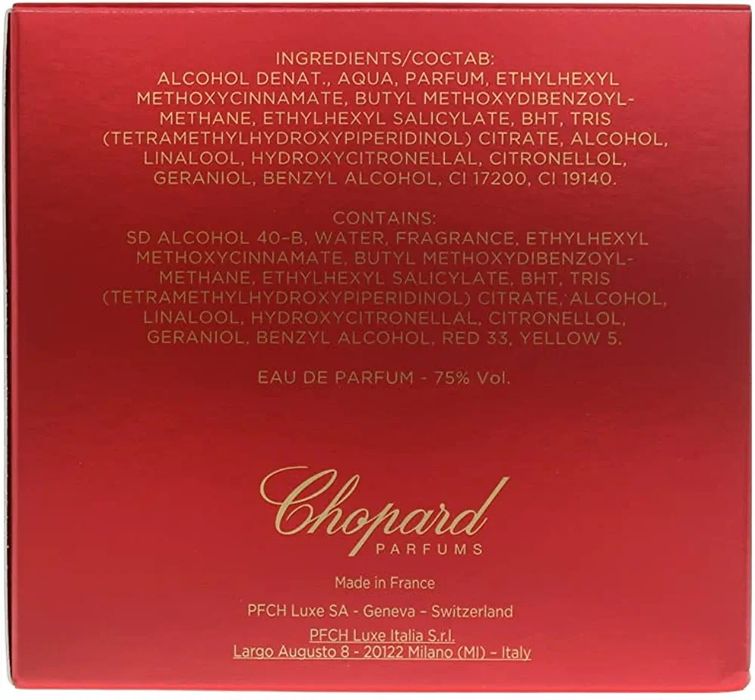 INGREDIENTS/СОСТАВ:
ALCOHOL DENAT., AQUA, PARFUM, ETHYLHEXYL
METHOXYCINNAMATE, BUTYL METHOXYDIBENZOYL-
METHANE, ETHYLHEXYL SALICYLATE, BHT, TRIS
(TETRAMETHYLHYDROXYPIPERIDINOL) CITRATE, ALCOHOL,
LINALOOL, HYDROXYCITRONELLAL, CITRONELLOL,
GERANIOL, BENZYL ALCOHOL, CI 17200, CI 19140.
CONTAINS:
SD ALCOHOL 40-B, WATER, FRAGRANCE, ETHYLHEXYL
METHOXYCINNAMATE, BUTYL METHOXYDIBENZOYL-
METHANE, ETHYLHEXYL SALICYLATE, BHT, TRIS
(TETRAMETHYLHYDROXYPIPERIDINOL) CITRATE, ALCOHOL,
LINALOOL, HYDROXYCITRONELLAL, CITRONELLOL,
GERANIOL, BENZYL ALCOHOL, RED 33, YELLOW 5.
EAU DE PARFUM - 75% Vol.
Chopard
PARFUMS
Made in France
PFCH Luxe SA - Geneva – Switzerland
PFCH Luxe Italia S.r.l.
Largo Augusto 8 - 20122 Milano (MI) – Italy